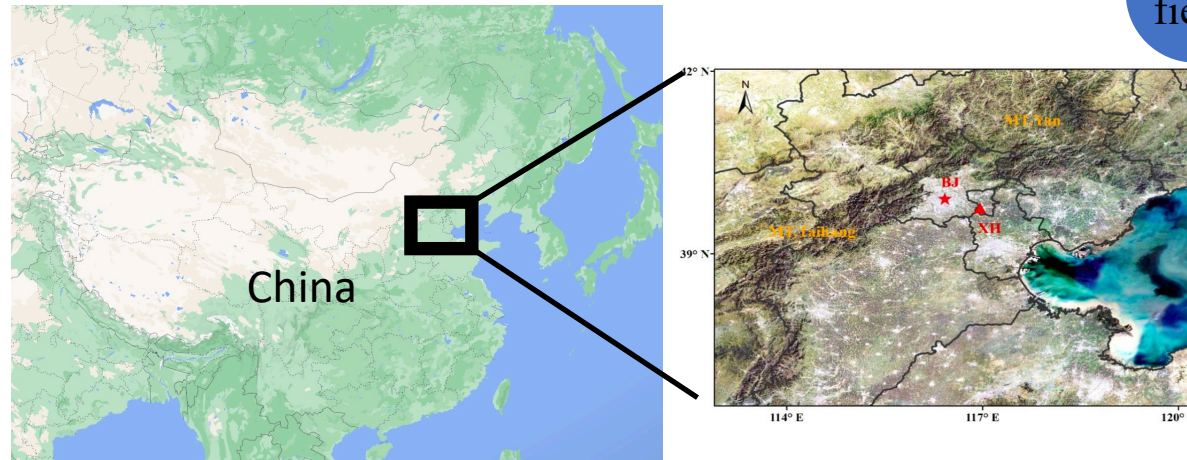 42° N
N
MT.Yan
BJ
XH
MT.Taihang
39° N
China
114° E
117° E
120°